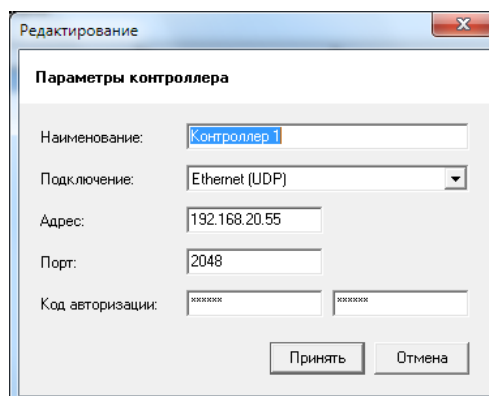 Редактирование
Параметры контроллера
Наименование: Контроллер 1
Подключение: Ethernet (UDP)
Адрес: 192.168.20.55
Порт: 2048
Код авторизации: ****** ******
Принять Отмена